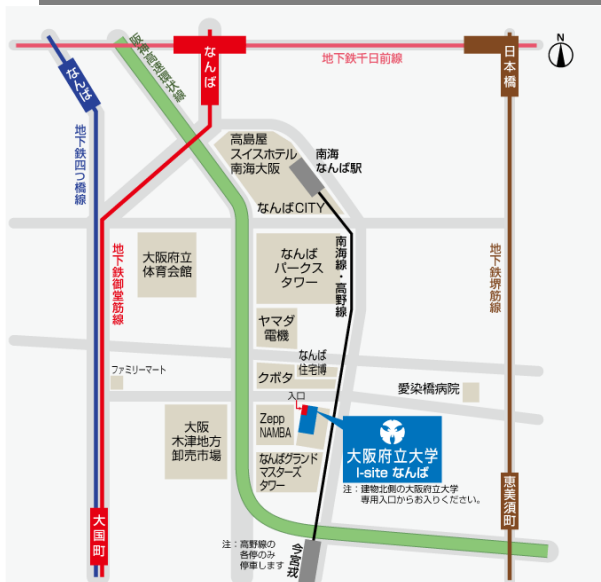 N
なんば
阪神高速環状線
なんば
地下鉄千日前線
日本橋
地下鉄四つ橋線
高島屋
スイスホテル
南海大阪
南海
なんば駅
なんばCITY
地下鉄御堂筋線
大阪府立
体育会館
なんば
パークス
タワー
南海線・高野線
地下鉄堺筋線
ヤマダ
電機
なんば
住宅博
クボタ
ファミリーマート
入口
愛染橋病院
大阪
木津地方
卸売市場
Zepp
NAMBA
大阪府立大学
I-site なんば
なんばグランド
マスターズ
タワー
注：建物北側の大阪府立大学
専用入口からお入りください。
大国町
恵美須町
注：高野線の
各停のみ
停車します
今宮戎